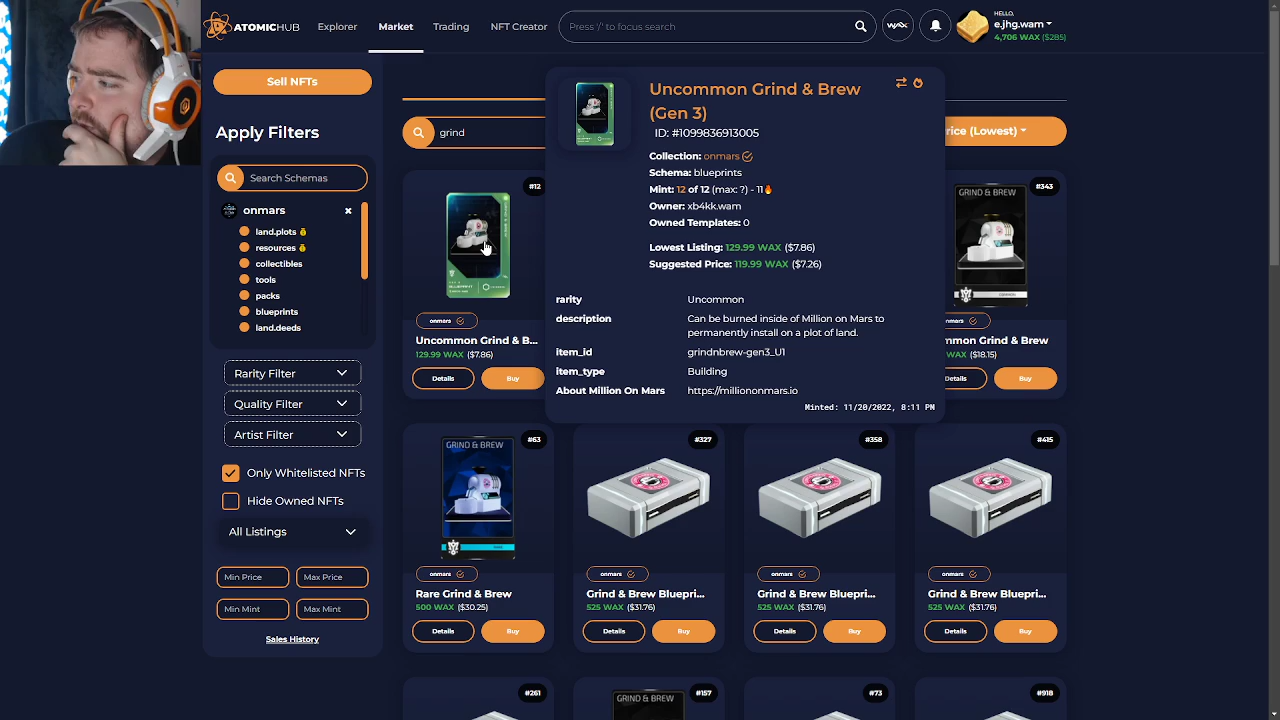 ATOMICHUB
Explorer
Market
Trading
NFT Creator
Press '/' to focus search
WAX
HELLO,
e.jhg.wam
4,706 WAX ($285)
Sell NFTs
Apply Filters
Search Schemas
onmars
land.plots
resources
collectibles
tools
packs
blueprints
land.deeds
Rarity Filter
Quality Filter
Artist Filter
Only Whitelisted NFTs
Hide Owned NFTs
All Listings
Min Price
Max Price
Min Mint
Max Mint
Sales History
grind
rice (Lowest)
Uncommon Grind & Brew
(Gen 3)
ID: #1099836913005
Collection: onmars
Schema: blueprints
Mint: 12 of 12 (max: ?) - 11
Owner: xb4kk.wam
Owned Templates: 0
Lowest Listing: 129.99 WAX ($7.86)
Suggested Price: 119.99 WAX ($7.26)
rarity Uncommon
description Can be burned inside of Million on Mars to
permanently install on a plot of land.
item_id grindnbrew-gen3_U1
item_type Building
About Million On Mars https://milliononmars.io
Minted: 11/20/2022, 8:11 PM
#12
onmars
Uncommon Grind & B...
129.99 WAX ($7.86)
Details
Buy
#343
GRIND & BREW
onmars
mmon Grind & Brew
WAX ($18.15)
Details
Buy
#63
GRIND & BREW
onmars
Rare Grind & Brew
500 WAX ($30.25)
Details
Buy
#327
onmars
Grind & Brew Bluepri...
525 WAX ($31.76)
Details
Buy
#358
onmars
Grind & Brew Bluepri...
525 WAX ($31.76)
Details
Buy
#415
onmars
Grind & Brew Bluepri...
525 WAX ($31.76)
Details
Buy
#261
#157
GRIND & BREW
#73
#918